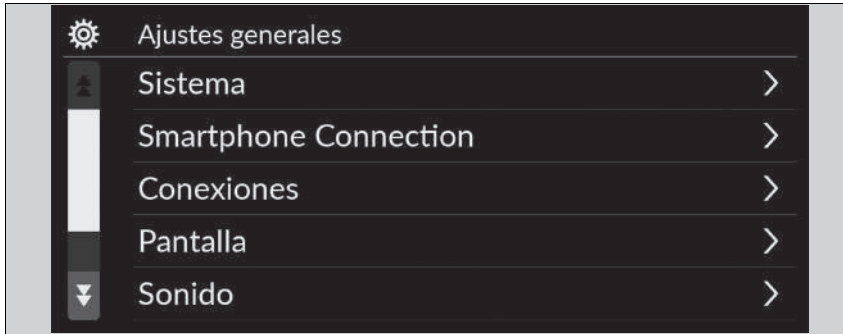 Ajustes generales
Sistema
Smartphone Connection
Conexiones
Pantalla
Sonido